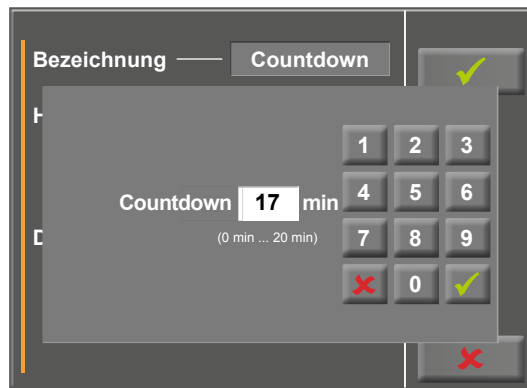 Bezeichnung Countdown
H
1 2 3
Countdown 17 min 4 5 6
D (0 min ... 20 min) 7 8 9
0